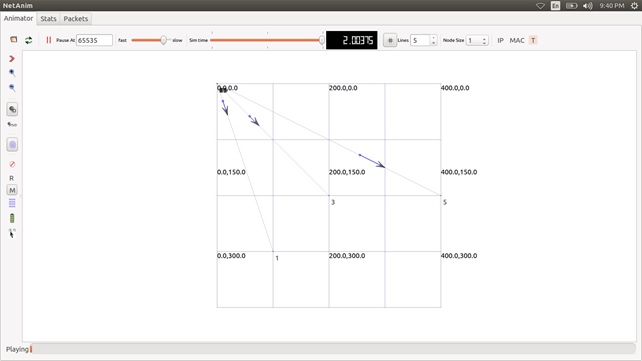 NetAnim
En
9:40 PM
Animator Stats Packets
Pause At 65535 fast slow Sim time 2.00375 Lines 5 Node Size 1 IP MAC T
0.0,0.0 200.0,0.0 400.0,0.0
0.0,150.0 200.0,150.0 400.0,150.0
R
M
3 5
0.0,300.0 200.0,300.0 400.0,300.0
1
Playing